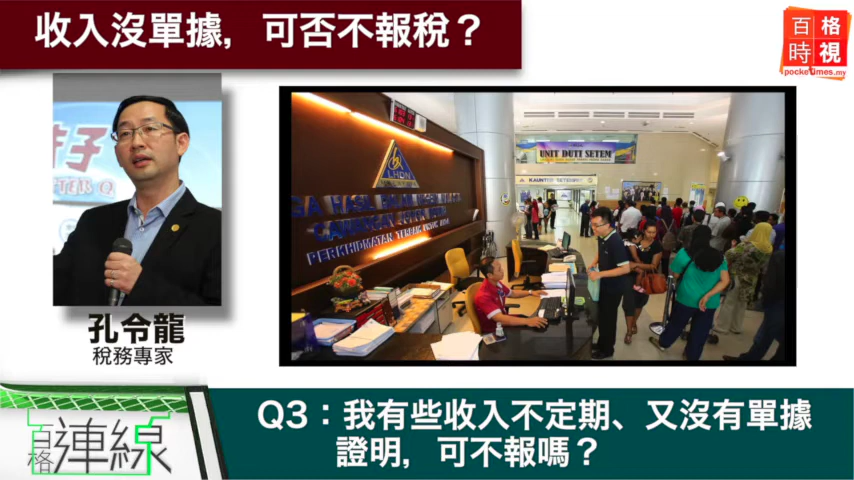 收入沒單據，可否不報稅？
百格
時視
pocketimes.my
孔令龍
稅務專家
LHDN
PERKHIDMATAN TERBAIK
UNIT DUTI SETEM
KAUNTER
百格連線
Q3：我有些收入不定期、又沒有單據
證明，可不報嗎？